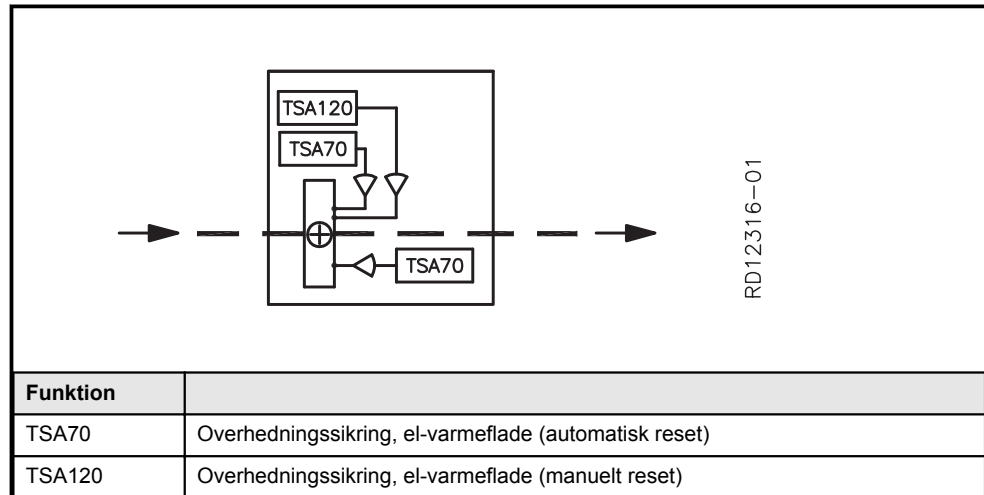 TSA120
TSA70
TSA70
RD12316-01
Funktion
TSA70 Overhedningssikring, el-varmeflade (automatisk reset)
TSA120 Overhedningssikring, el-varmeflade (manuelt reset)